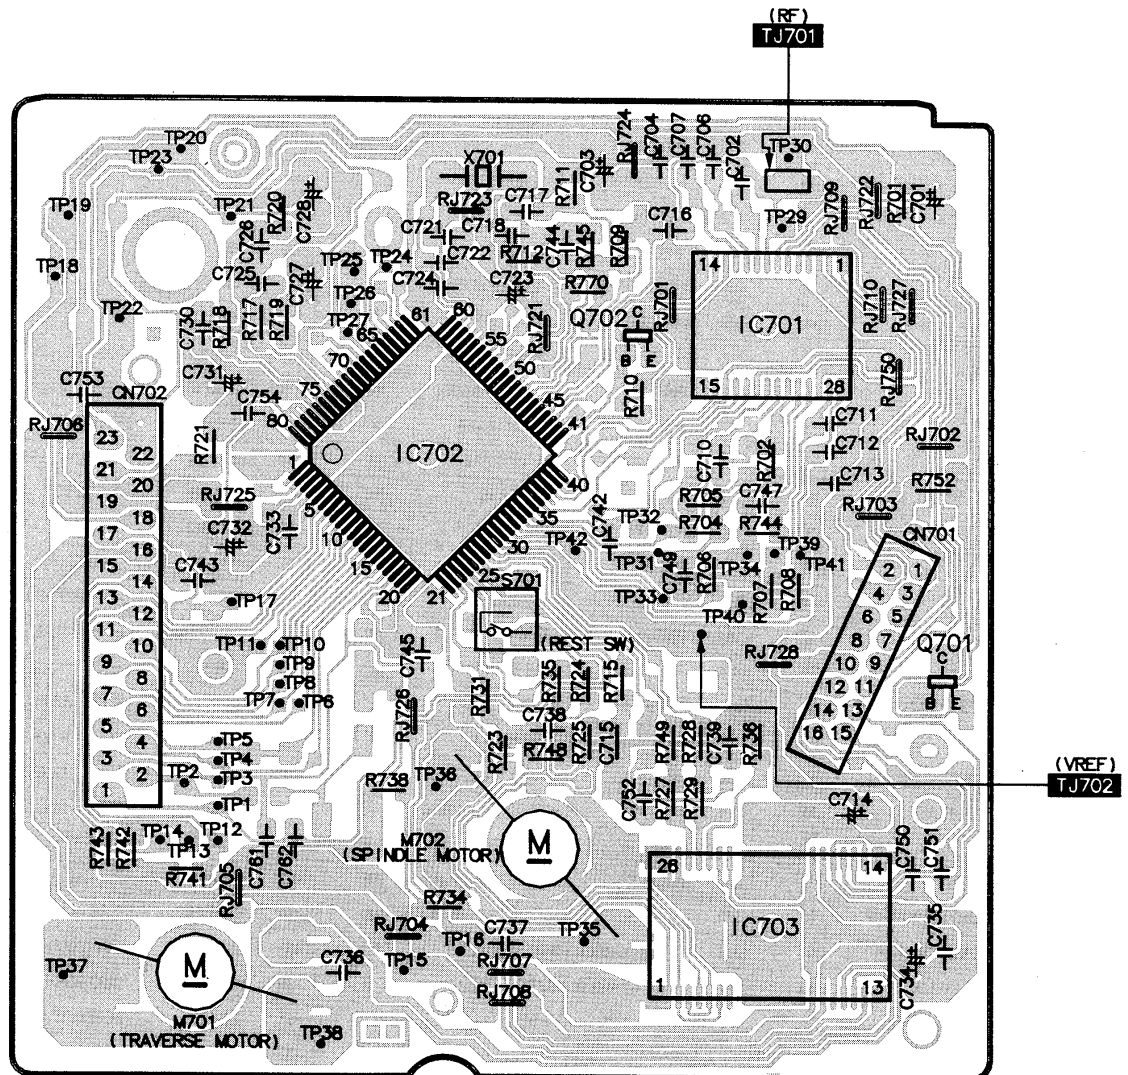 (RF)
TJ701
TP20
TP23
X701
C703
RJ724
C704
C707
C706
C702
TP30
TP19
TP21
R720
C728
RJ723
C717
R711
TP29
RJ709
RJ722
R701
C701
C726
C721
C718
C744
R745
R709
C716
TP18
C725
C727
TP25
TP24
C722
R712
C724
C723
R770
14
1
TP22
C730
R718
R717
R719
TP26
TP27
65
61
60
RJ721
Q702
C
B
E
RJ701
IC701
RJ710
RJ727
70
55
50
C753
CN702
C731
75
45
R710
15
28
RJ750
C754
80
41
RJ706
R721
1
IC702
40
C711
C712
RJ702
C710
R702
C713
R752
RJ725
5
35
C742
R705
C747
RJ703
C732
C733
10
TP32
R704
R744
CN701
C743
15
30
TP42
TP31
C749
R706
TP34
TP39
TP41
TP17
20
21
25
S701
TP33
TP40
R707
R708
23
22
21
20
19
18
17
16
15
14
13
12
11
10
9
8
7
6
5
4
3
2
1
2
1
4
3
6
5
8
7
10
9
12
11
14
13
16
15
TP11
TP10
TP9
TP8
TP7
TP6
C745
(REST SW)
RJ728
Q701
C
B
E
R731
R735
R724
R715
RJ726
C738
R723
R748
R725
C715
R749
R728
C739
R736
TP5
TP4
TP2
TP3
TP1
R738
TP36
(VREF)
TJ702
C752
R727
R729
C714
R743
R742
TP14
TP12
TP13
C761
C762
M702
(SPINDLE MOTOR)
M
C750
C751
R741
RJ705
28
14
R734
RJ704
TP16
C737
TP35
IC703
C735
TP37
M
C736
TP15
RJ707
RJ708
1
13
C734
M701
(TRAVERSE MOTOR)
TP38